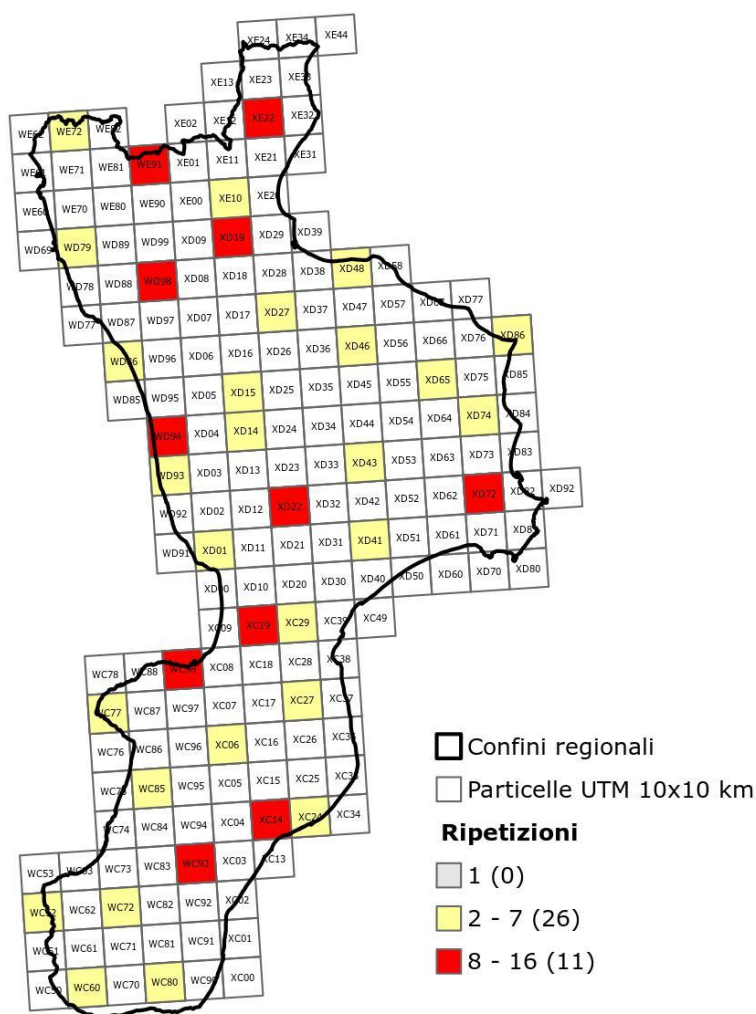 XE24 XE34 XE44
XE13 XE23 XE33
WE62 WE72 WE82 XE02 XE12 XE22 XE32
WE61 WE71 WE81 WE91 XE01 XE11 XE21 XE31
WE60 WE70 WE80 WE90 XE00 XE10 XE20
WD69 WD79 WD89 WD99 XD09 XD19 XD29 XD39
WD78 WD88 WD98 XD08 XD18 XD28 XD38 XD48 XD58
WD77 WD87 WD97 XD07 XD17 XD27 XD37 XD47 XD57 XD67 XD77
WD86 WD96 XD06 XD16 XD26 XD36 XD46 XD56 XD66 XD76 XD86
WD85 WD95 XD05 XD15 XD25 XD35 XD45 XD55 XD65 XD75 XD85
WD94 XD04 XD14 XD24 XD34 XD44 XD54 XD64 XD74 XD84
WD93 XD03 XD13 XD23 XD33 XD43 XD53 XD63 XD73 XD83
WD92 XD02 XD12 XD22 XD32 XD42 XD52 XD62 XD72 XD82 XD92
WD91 XD01 XD11 XD21 XD31 XD41 XD51 XD61 XD71 XD81
XD00 XD10 XD20 XD30 XD40 XD50 XD60 XD70 XD80
XC09 XC19 XC29 XC39 XC49
WC78 WC88 WC98 XC08 XC18 XC28 XC38
WC77 WC87 WC97 XC07 XC17 XC27 XC37
WC76 WC86 WC96 XC06 XC16 XC26 XC36
WC75 WC85 WC95 XC05 XC15 XC25 XC35
WC74 WC84 WC94 XC04 XC14 XC24 XC34
WC53 WC63 WC73 WC83 WC93 XC03 XC13
WC52 WC62 WC72 WC82 WC92 XC02
WC51 WC61 WC71 WC81 WC91 XC01
WC50 WC60 WC70 WC80 WC90 XC00
Confini regionali
Particelle UTM 10x10 km
Ripetizioni
1 (0)
2 - 7 (26)
8 - 16 (11)